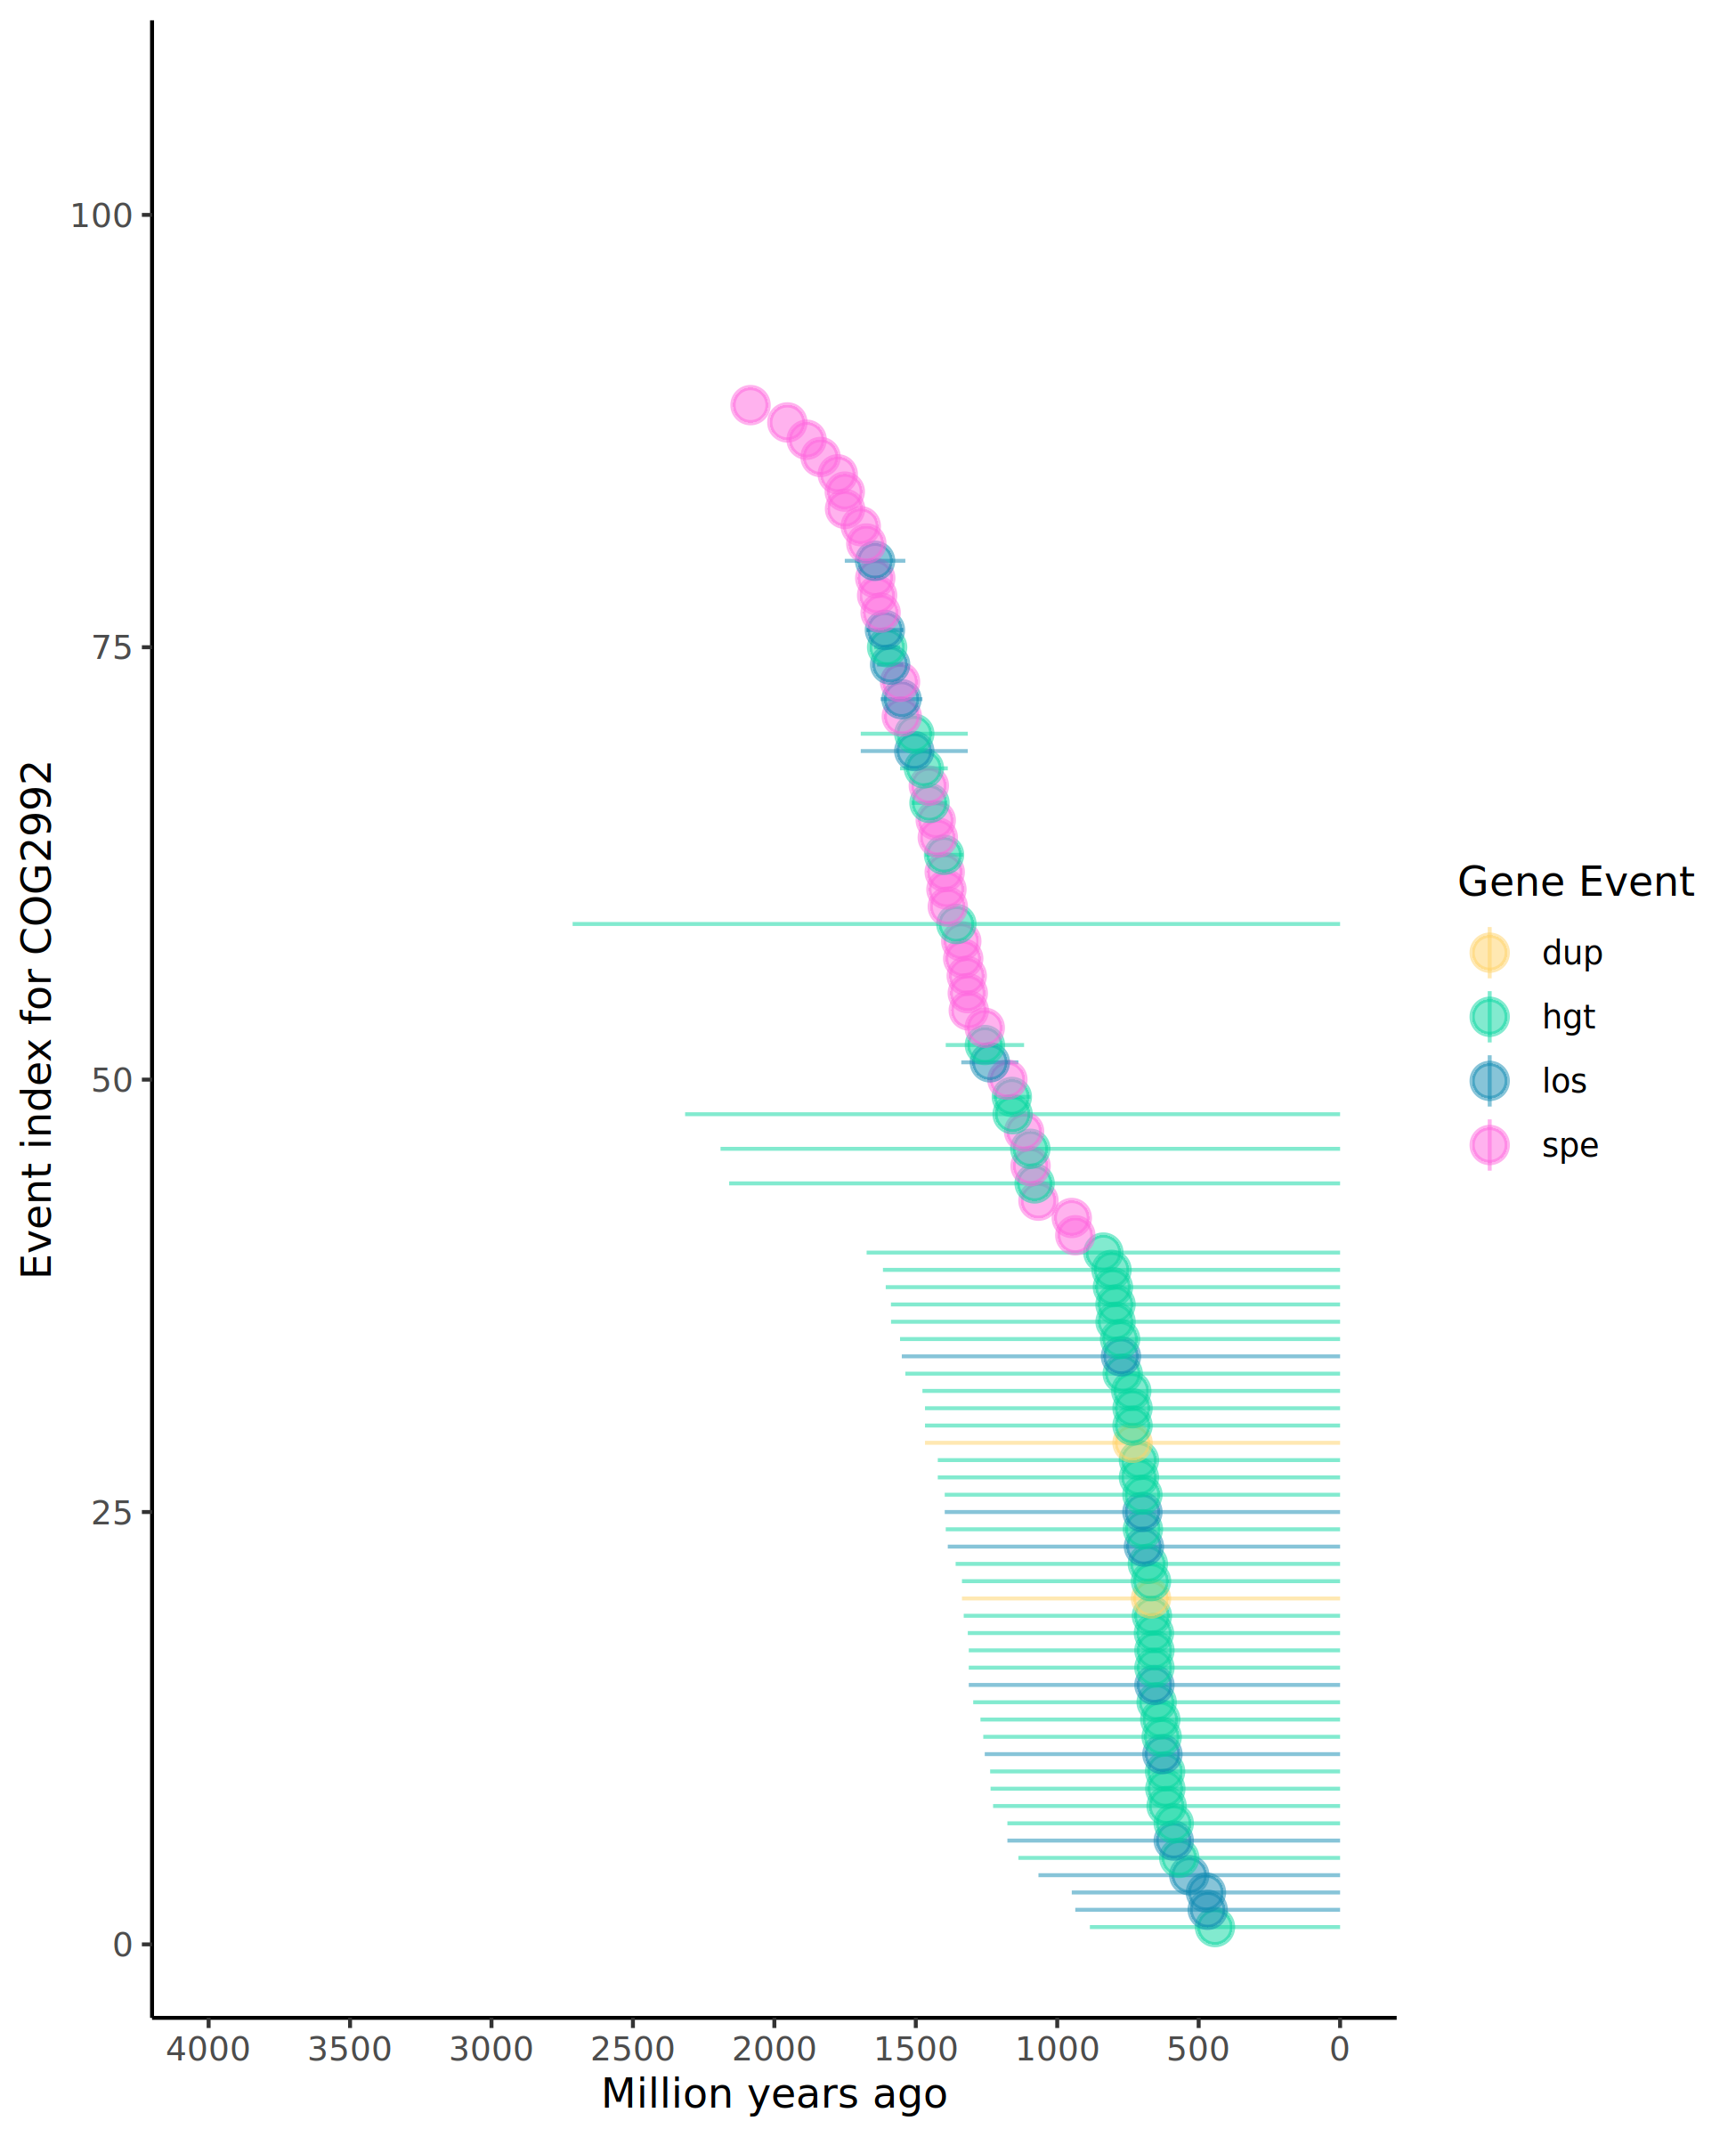 Event index for COG2992
100
75
50
25
0
4000 3500 3000 2500 2000 1500 1000 500 0
Million years ago
Gene Event
dup
hgt
los
spe